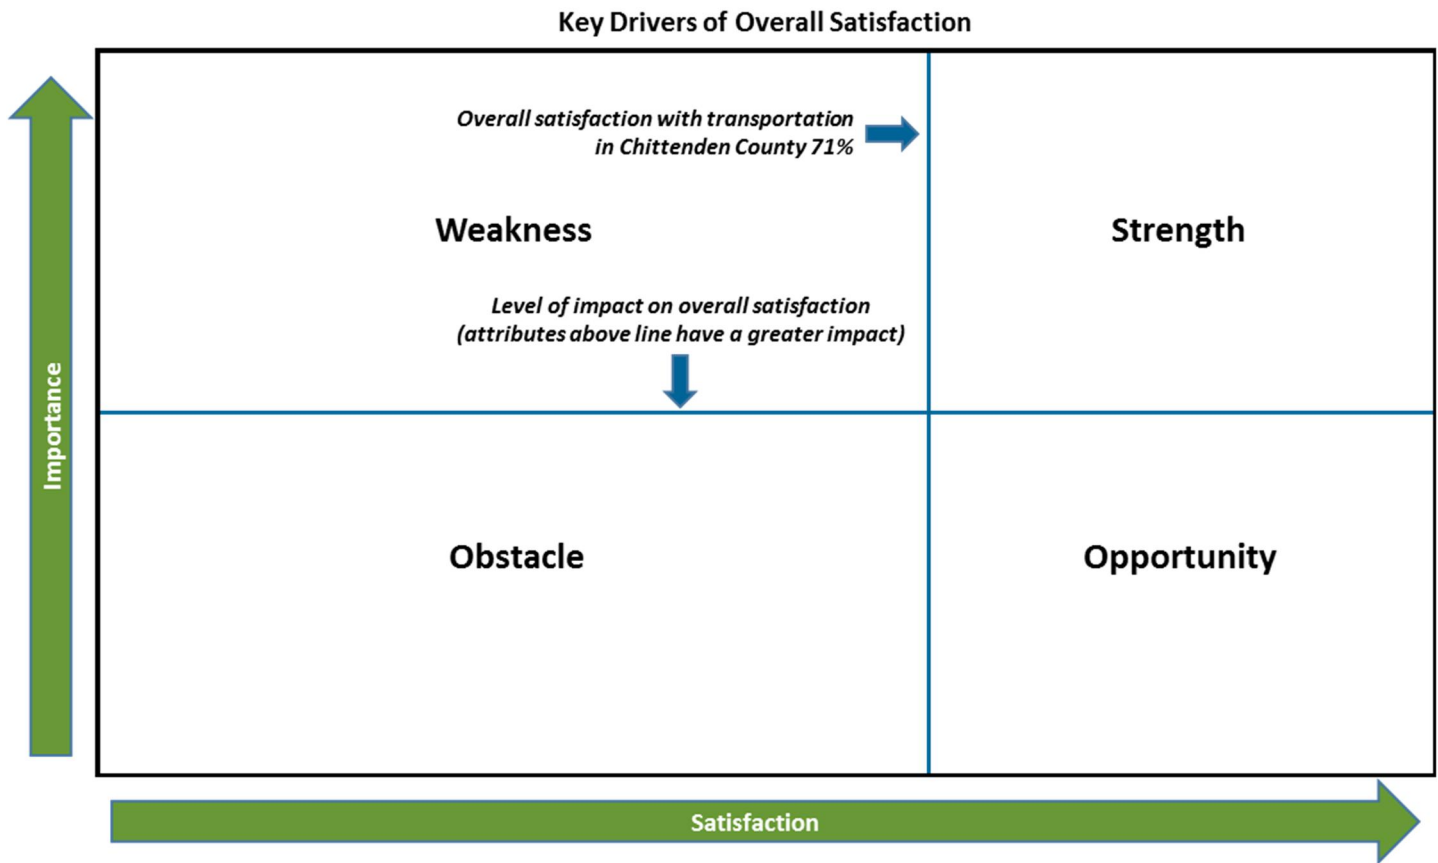 Key Drivers of Overall Satisfaction
Overall satisfaction with transportation
in Chittenden County 71%
Weakness
Strength
Level of impact on overall satisfaction
(attributes above line have a greater impact)
Importance
Obstacle
Opportunity
Satisfaction